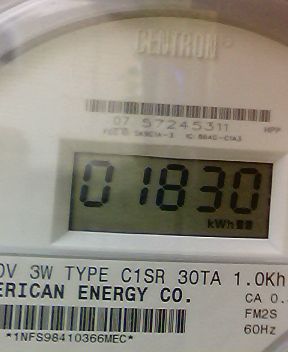 CENTRON®
07 57245311
HPP
01830
kWh
0V 3W TYPE C1SR 30TA 1.0Kh
ERICAN ENERGY CO.
CA 0.
FM2S
60Hz
*1NFS98410366MEC*